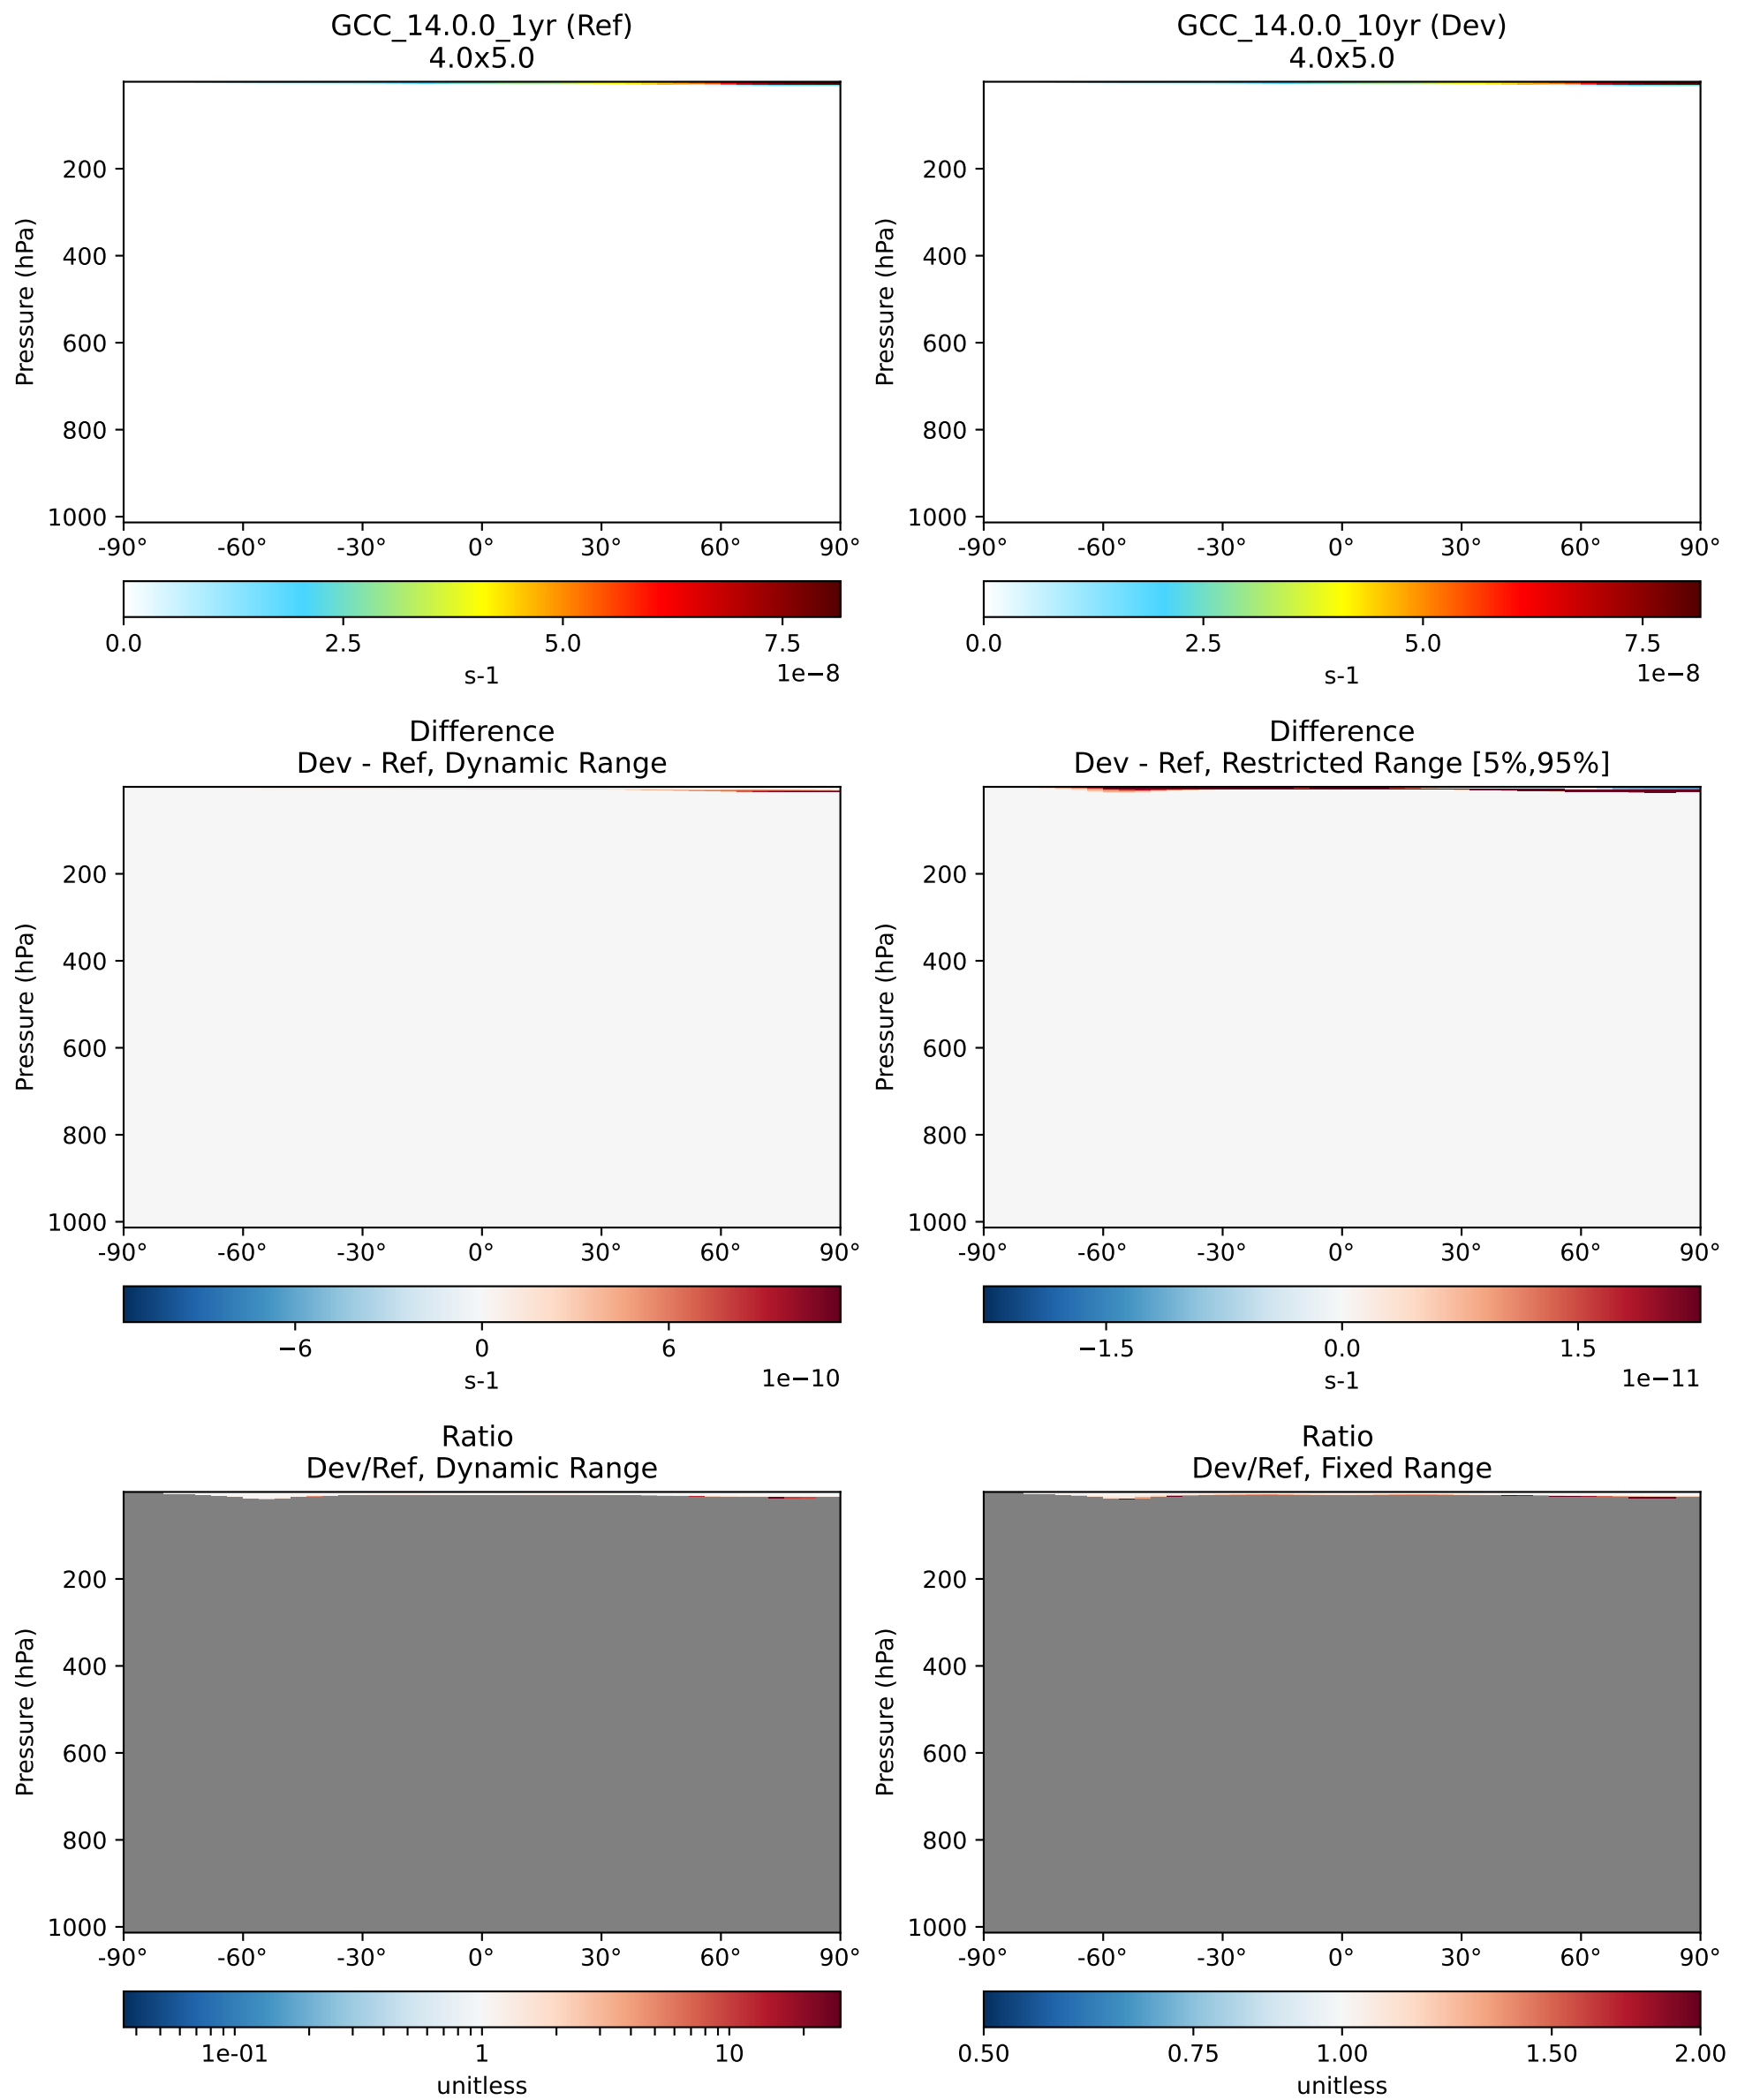 GCC_14.0.0_1yr (Ref)
4.0x5.0
Pressure (hPa)
200
400
600
800
1000
-90° -60° -30° 0° 30° 60° 90°
0.0 2.5 5.0 7.5
1e−8
s-1
GCC_14.0.0_10yr (Dev)
4.0x5.0
Pressure (hPa)
200
400
600
800
1000
-90° -60° -30° 0° 30° 60° 90°
0.0 2.5 5.0 7.5
1e−8
s-1
Difference
Dev - Ref, Dynamic Range
Pressure (hPa)
200
400
600
800
1000
-90° -60° -30° 0° 30° 60° 90°
−6 0 6
1e−10
s-1
Difference
Dev - Ref, Restricted Range [5%,95%]
Pressure (hPa)
200
400
600
800
1000
-90° -60° -30° 0° 30° 60° 90°
−1.5 0.0 1.5
1e−11
s-1
Ratio
Dev/Ref, Dynamic Range
Pressure (hPa)
200
400
600
800
1000
-90° -60° -30° 0° 30° 60° 90°
1e-01 1 10
unitless
Ratio
Dev/Ref, Fixed Range
Pressure (hPa)
200
400
600
800
1000
-90° -60° -30° 0° 30° 60° 90°
0.50 0.75 1.00 1.50 2.00
unitless